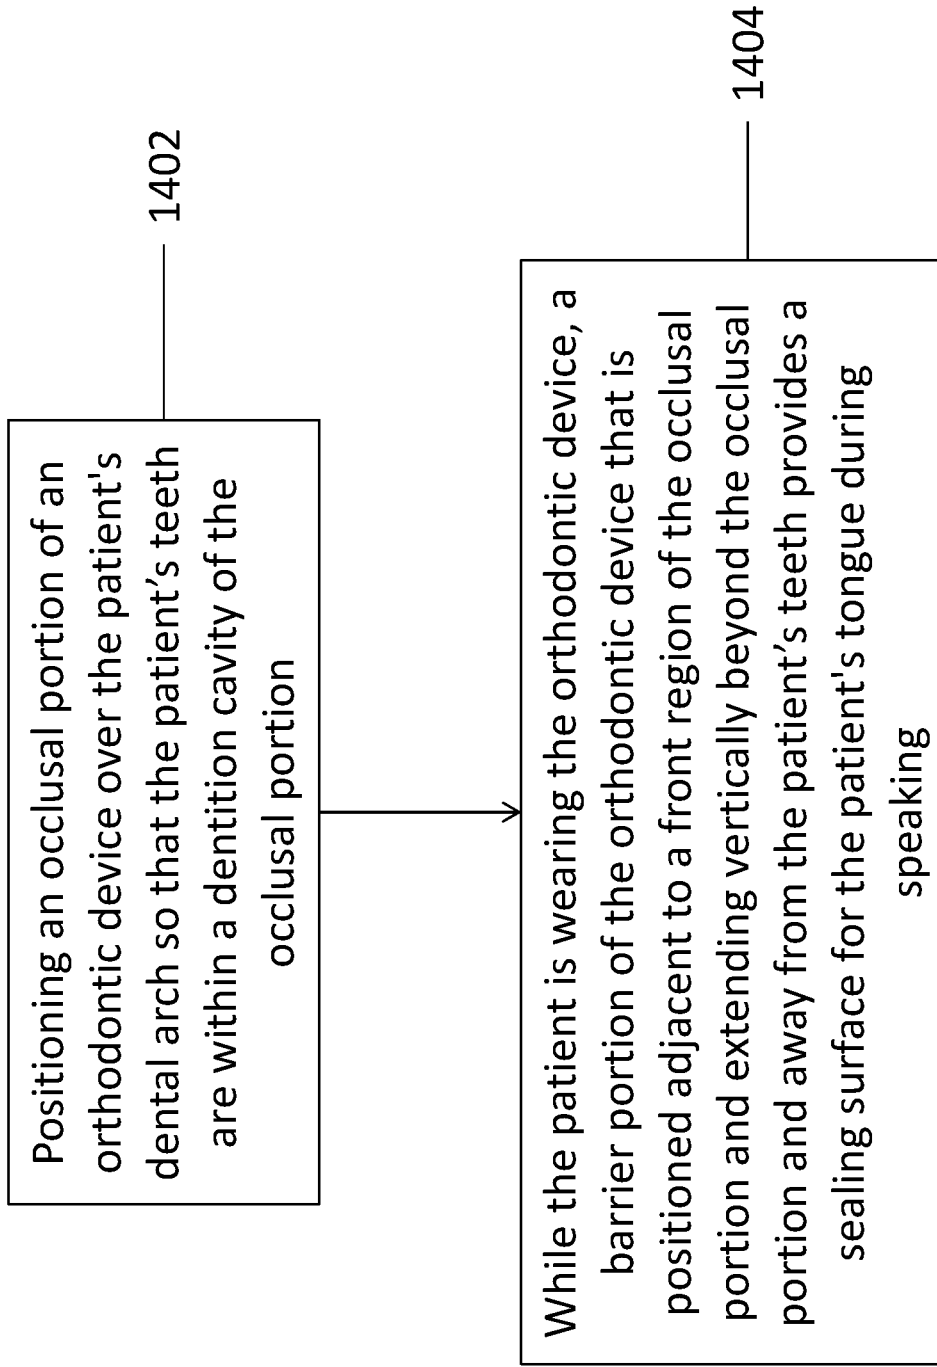 Positioning an occlusal portion of an
orthodontic device over the patient's
dental arch so that the patient’s teeth
are within a dentition cavity of the
occlusal portion
1402
While the patient is wearing the orthodontic device, a
barrier portion of the orthodontic device that is
positioned adjacent to a front region of the occlusal
portion and extending vertically beyond the occlusal
portion and away from the patient’s teeth provides a
sealing surface for the patient's tongue during
speaking
1404